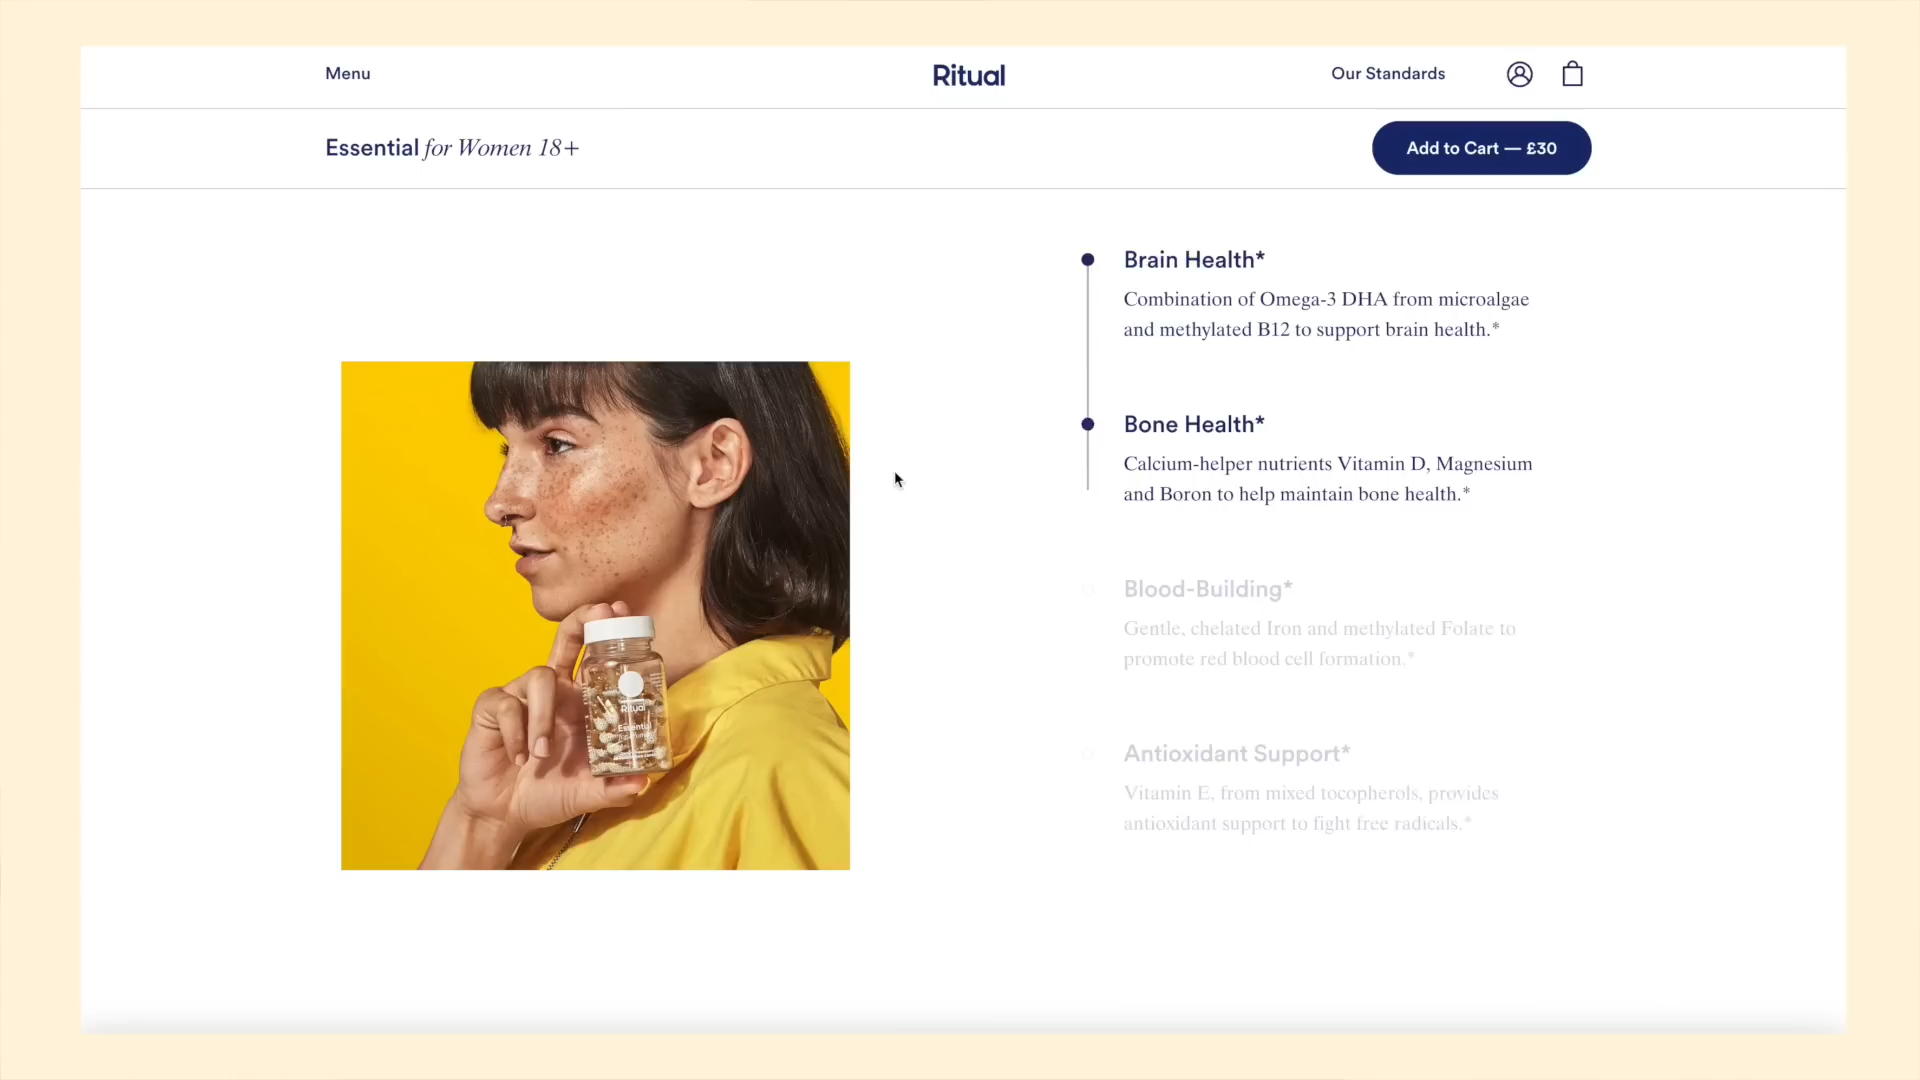 Menu
Ritual
Our Standards
Essential for Women 18+
Add to Cart — £30
Brain Health*
Combination of Omega-3 DHA from microalgae
and methylated B12 to support brain health.*
Bone Health*
Calcium-helper nutrients Vitamin D, Magnesium
and Boron to help maintain bone health.*
Blood-Building*
Gentle, chelated Iron and methylated Folate to
promote red blood cell formation.*
Antioxidant Support*
Vitamin E, from mixed tocopherols, provides
antioxidant support to fight free radicals.*
Ritual
Essential